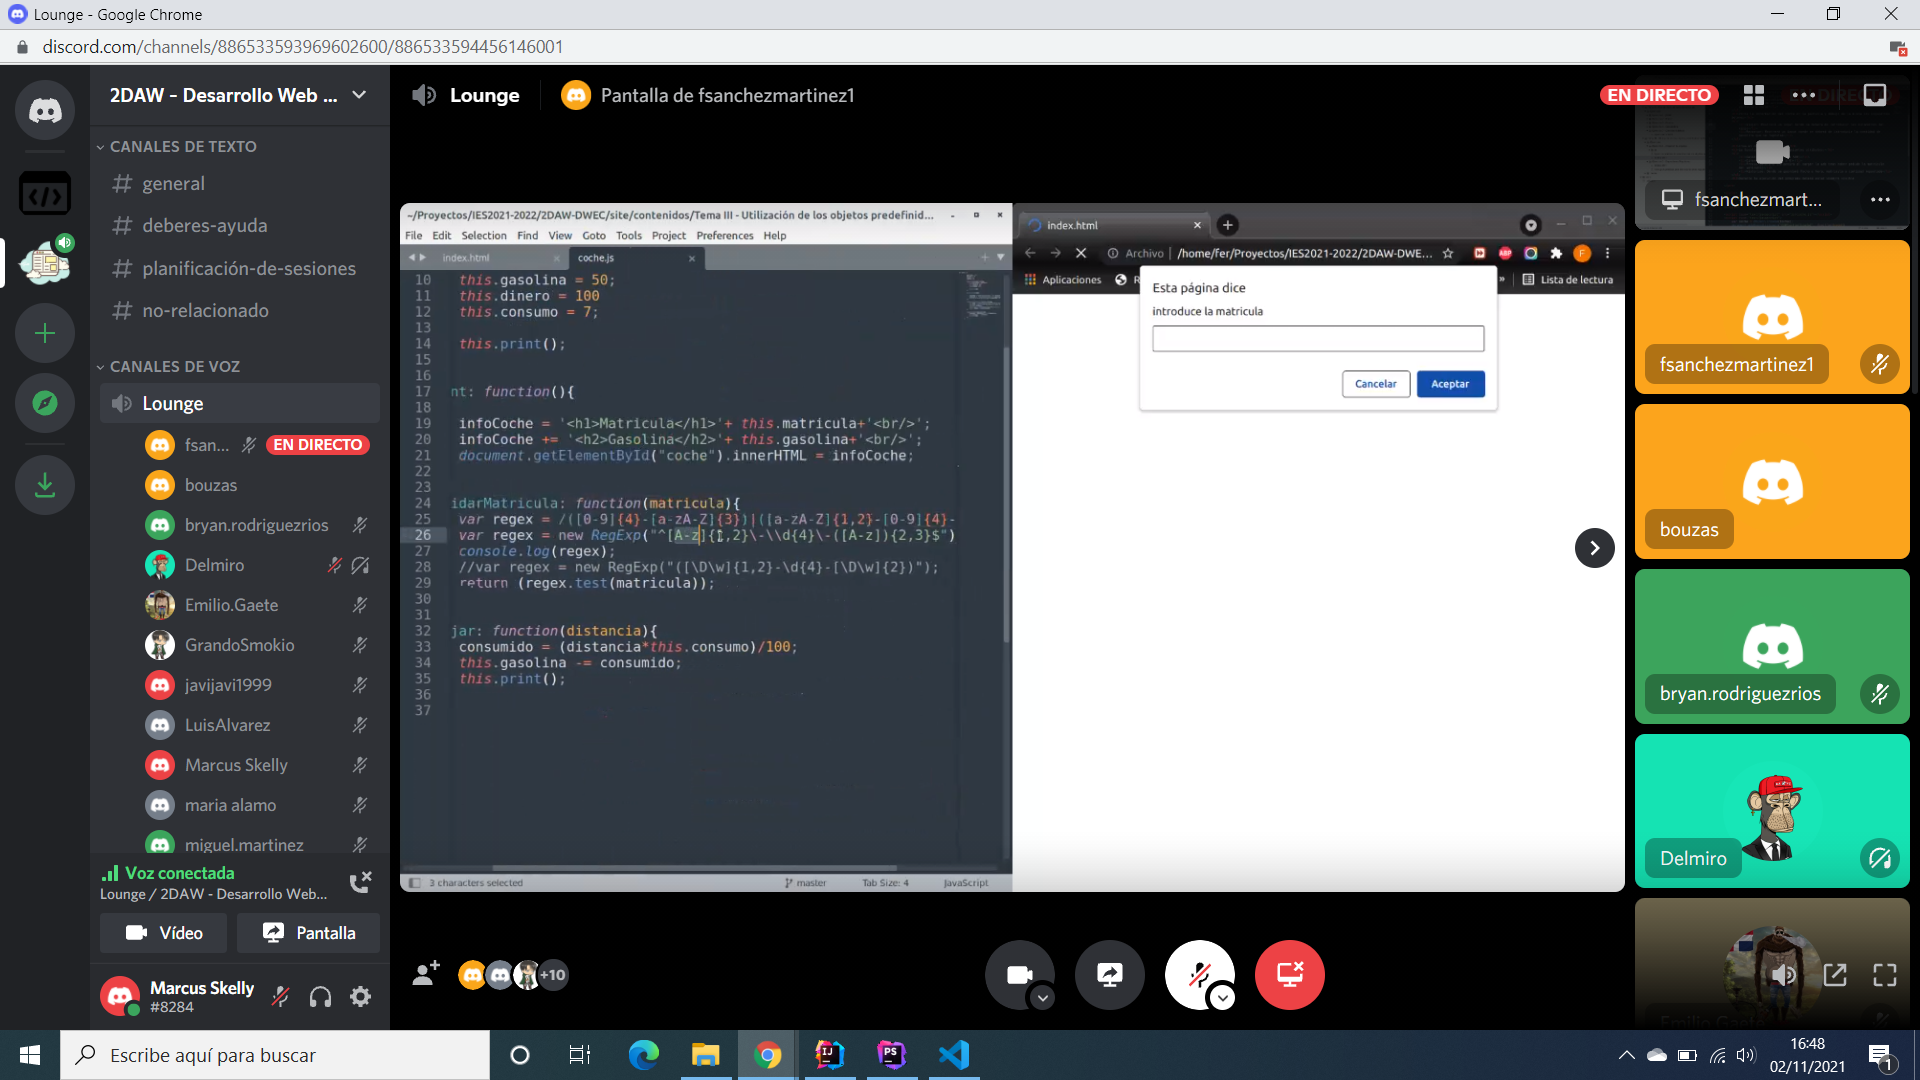 Lounge - Google Chrome
discord.com/channels/886533593969602600/886533594456146001
2DAW - Desarrollo Web ...
CANALES DE TEXTO
general
deberes-ayuda
planificación-de-sesiones
no-relacionado
CANALES DE VOZ
Lounge
fsan... EN DIRECTO
bouzas
bryan.rodriguezrios
Delmiro
Emilio.Gaete
GrandoSmokio
javijavi1999
LuisAlvarez
Marcus Skelly
maria alamo
miguel.martinez
Voz conectada
Lounge / 2DAW - Desarrollo Web...
Vídeo
Pantalla
Marcus Skelly
#8284
Lounge
Pantalla de fsanchezmartinez1
EN DIRECTO
~/Proyectos/IES2021-2022/2DAW-DWEC/site/contenidos/Tema III - Utilización de los objetos predefinid...
File Edit Selection Find View Goto Tools Project Preferences Help
index.html
coche.js
10 this.gasolina = 50;
11 this.dinero = 100
12 this.consumo = 7;
13
14 this.print();
15
16
17 nt: function(){
18
19 infoCoche = '<h1>Matricula</h1>'+ this.matricula+'<br/>';
20 infoCoche += '<h2>Gasolina</h2>'+ this.gasolina+'<br/>';
21 document.getElementById("coche").innerHTML = infoCoche;
22
23
24 idarMatricula: function(matricula){
25 var regex = /([0-9]{4}-[a-zA-Z]{3})|([a-zA-Z]{1,2}-[0-9]{4}-
26 var regex = new RegExp("^[A-z]{1,2}\-\\d{4}\-([A-z]){2,3}$")
27 console.log(regex);
28 //var regex = new RegExp("([\D\w]{1,2}-\d{4}-[\D\w]{2})");
29 return (regex.test(matricula));
30
31
32 jar: function(distancia){
33 consumido = (distancia*this.consumo)/100;
34 this.gasolina -= consumido;
35 this.print();
36
37
3 characters selected
master
Tab Size: 4
JavaScript
index.html
Archivo | /home/fer/Proyectos/IES2021-2022/2DAW-DWE...
Aplicaciones
R
»
Lista de lectura
Esta página dice
introduce la matricula
Cancelar
Aceptar
+10
fsanchezmart...
fsanchezmartinez1
bouzas
bryan.rodriguezrios
Delmiro
Emilio Gaete
Escribe aquí para buscar
16:48
02/11/2021
1